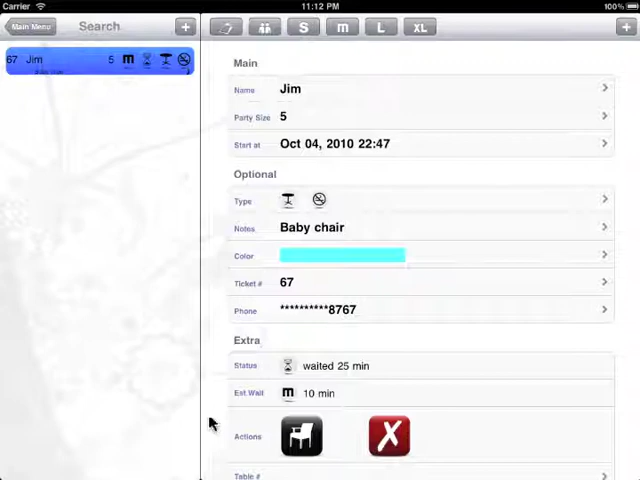 Carrier 11:12 PM 100%
Main Menu Search + S m L XL +
67 Jim 5 m
Main
Name Jim
Party Size 5
Start at Oct 04, 2010 22:47
Optional
Type
Notes Baby chair
Color
Ticket # 67
Phone **********8767
Extra
Status waited 25 min
Est.Wait m 10 min
Actions X
Table #